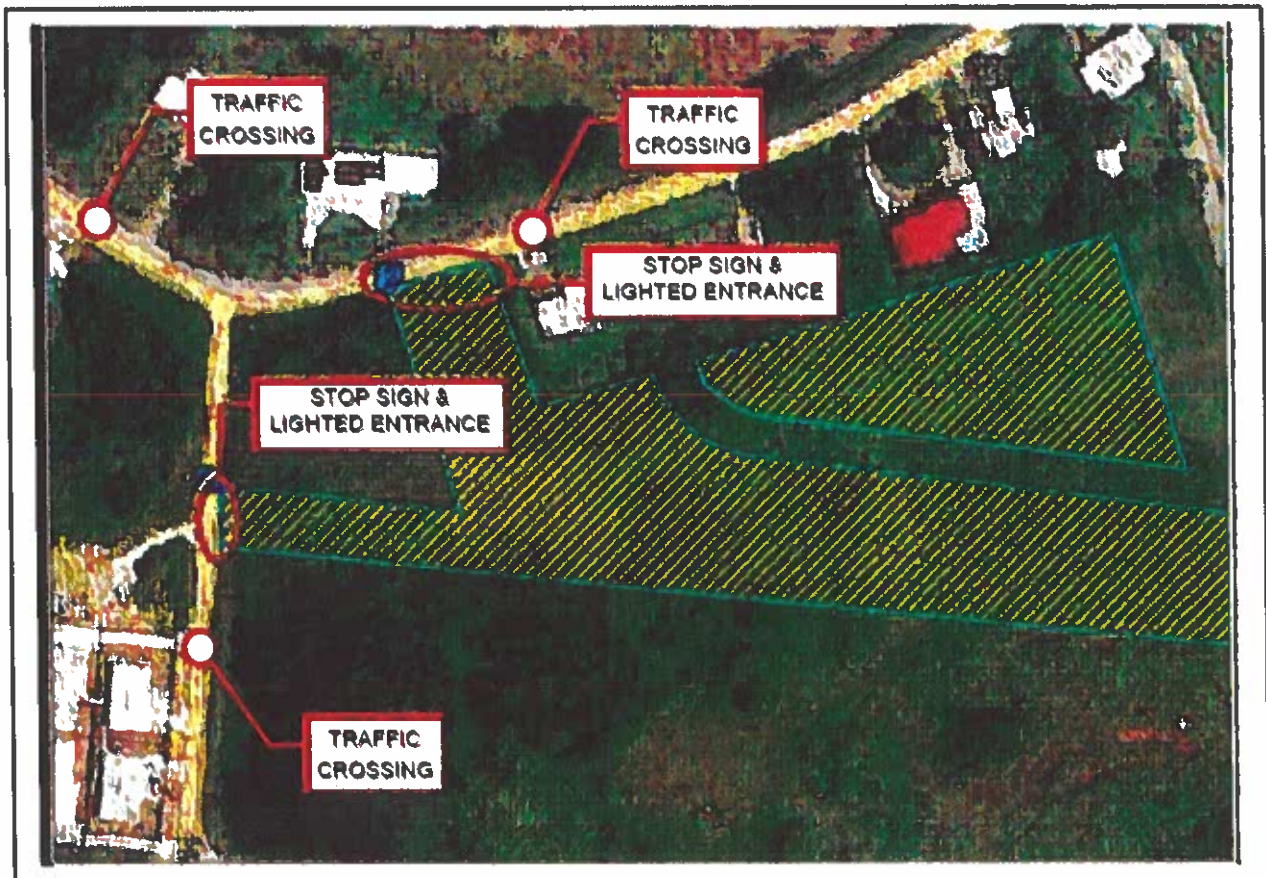 TRAFFIC
CROSSING
TRAFFIC
CROSSING
STOP SIGN &
LIGHTED ENTRANCE
STOP SIGN &
LIGHTED ENTRANCE
TRAFFIC
CROSSING